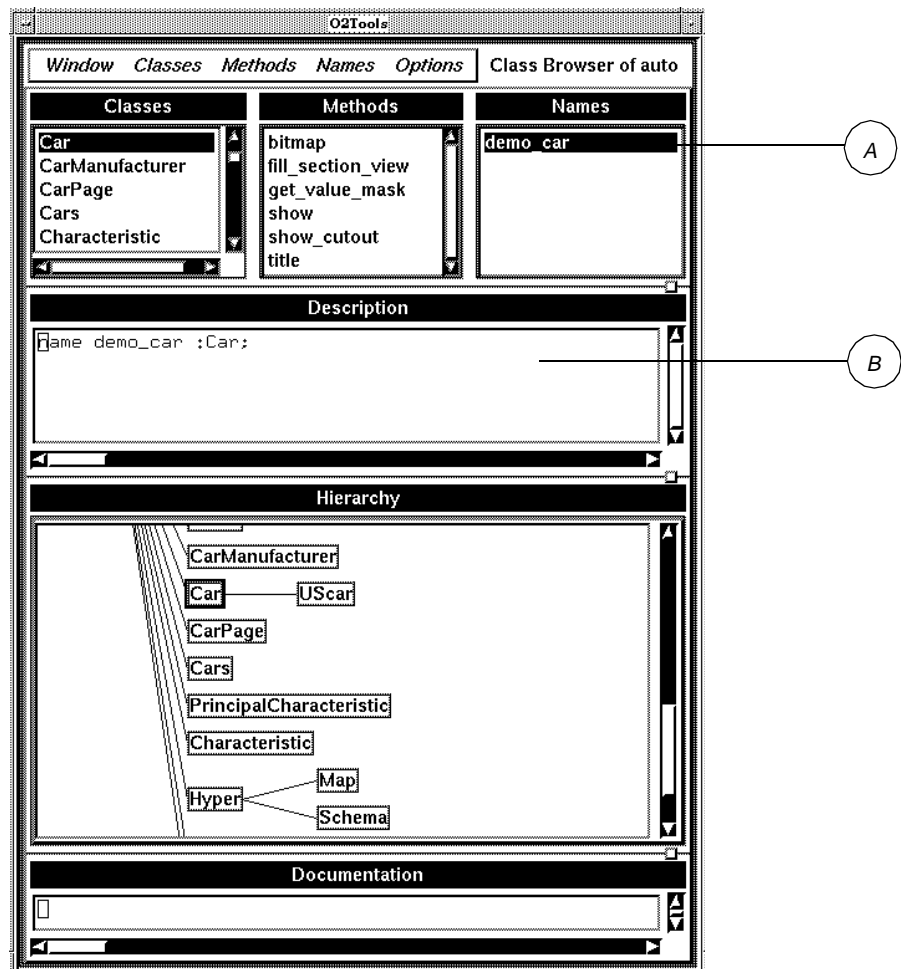 O2Tools
Window Classes Methods Names Options Class Browser of auto
Classes
Methods
Names
Car
CarManufacturer
CarPage
Cars
Characteristic
bitmap
fill_section_view
get_value_mask
show
show_cutout
title
demo_car
A
Description
name demo_car :Car;
B
Hierarchy
CarManufacturer
Car
UScar
CarPage
Cars
PrincipalCharacteristic
Characteristic
Hyper
Map
Schema
Documentation